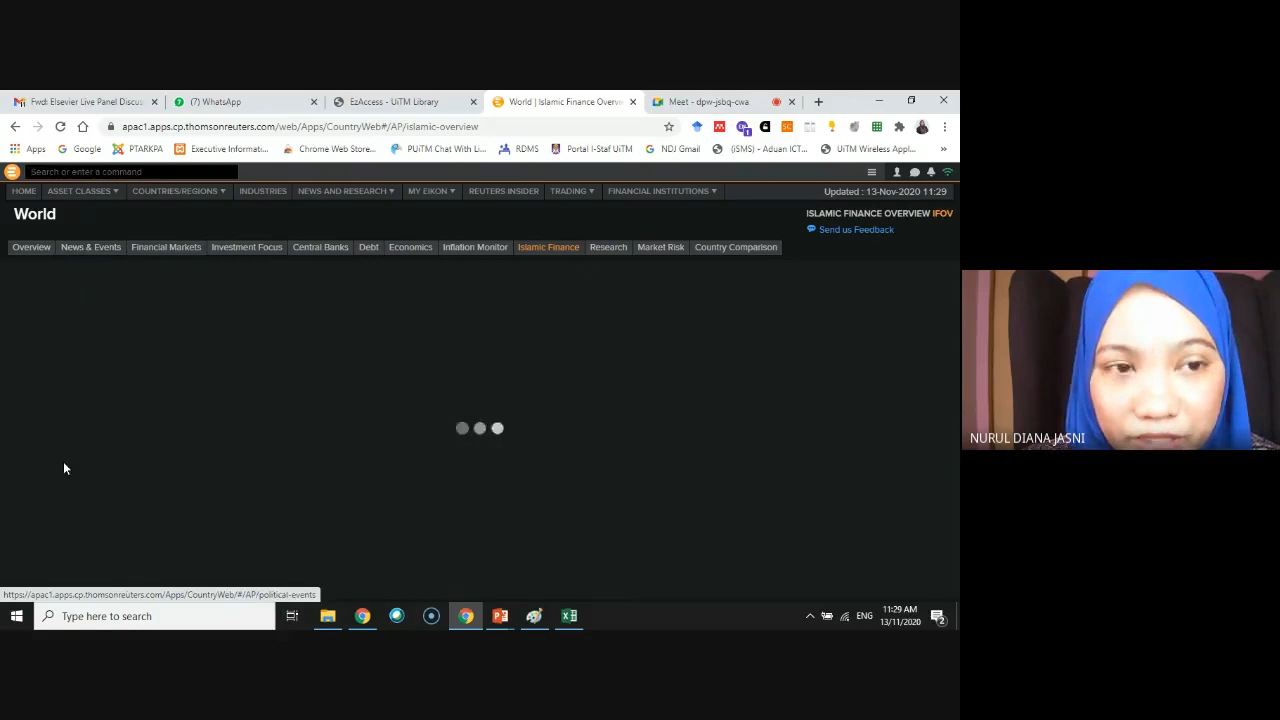 Fwd: Elsevier Live Panel Discu
(7) WhatsApp
EzAccess - UiTM Library
World | Islamic Finance Overvi
Meet - dpw-jsbq-cwa
apac1.apps.cp.thomsonreuters.com/web/Apps/CountryWeb#/AP/islamic-overview
Apps
Google
PTARKPA
Executive Informati...
Chrome Web Store...
PUiTM Chat With Li...
RDMS
Portal I-Staf UiTM
NDJ Gmail
(iSMS) - Aduan ICT...
UiTM Wireless Appl...
Search or enter a command
HOME ASSET CLASSES COUNTRIES/REGIONS INDUSTRIES NEWS AND RESEARCH MY EIKON REUTERS INSIDER TRADING FINANCIAL INSTITUTIONS Updated : 13-Nov-2020 11:29
World
ISLAMIC FINANCE OVERVIEW IFOV
Send us Feedback
Overview News & Events Financial Markets Investment Focus Central Banks Debt Economics Inflation Monitor Islamic Finance Research Market Risk Country Comparison
NURUL DIANA JASNI
https://apac1.apps.cp.thomsonreuters.com/Apps/CountryWeb/#/AP/political-events
Type here to search
ENG
11:29 AM
13/11/2020
2